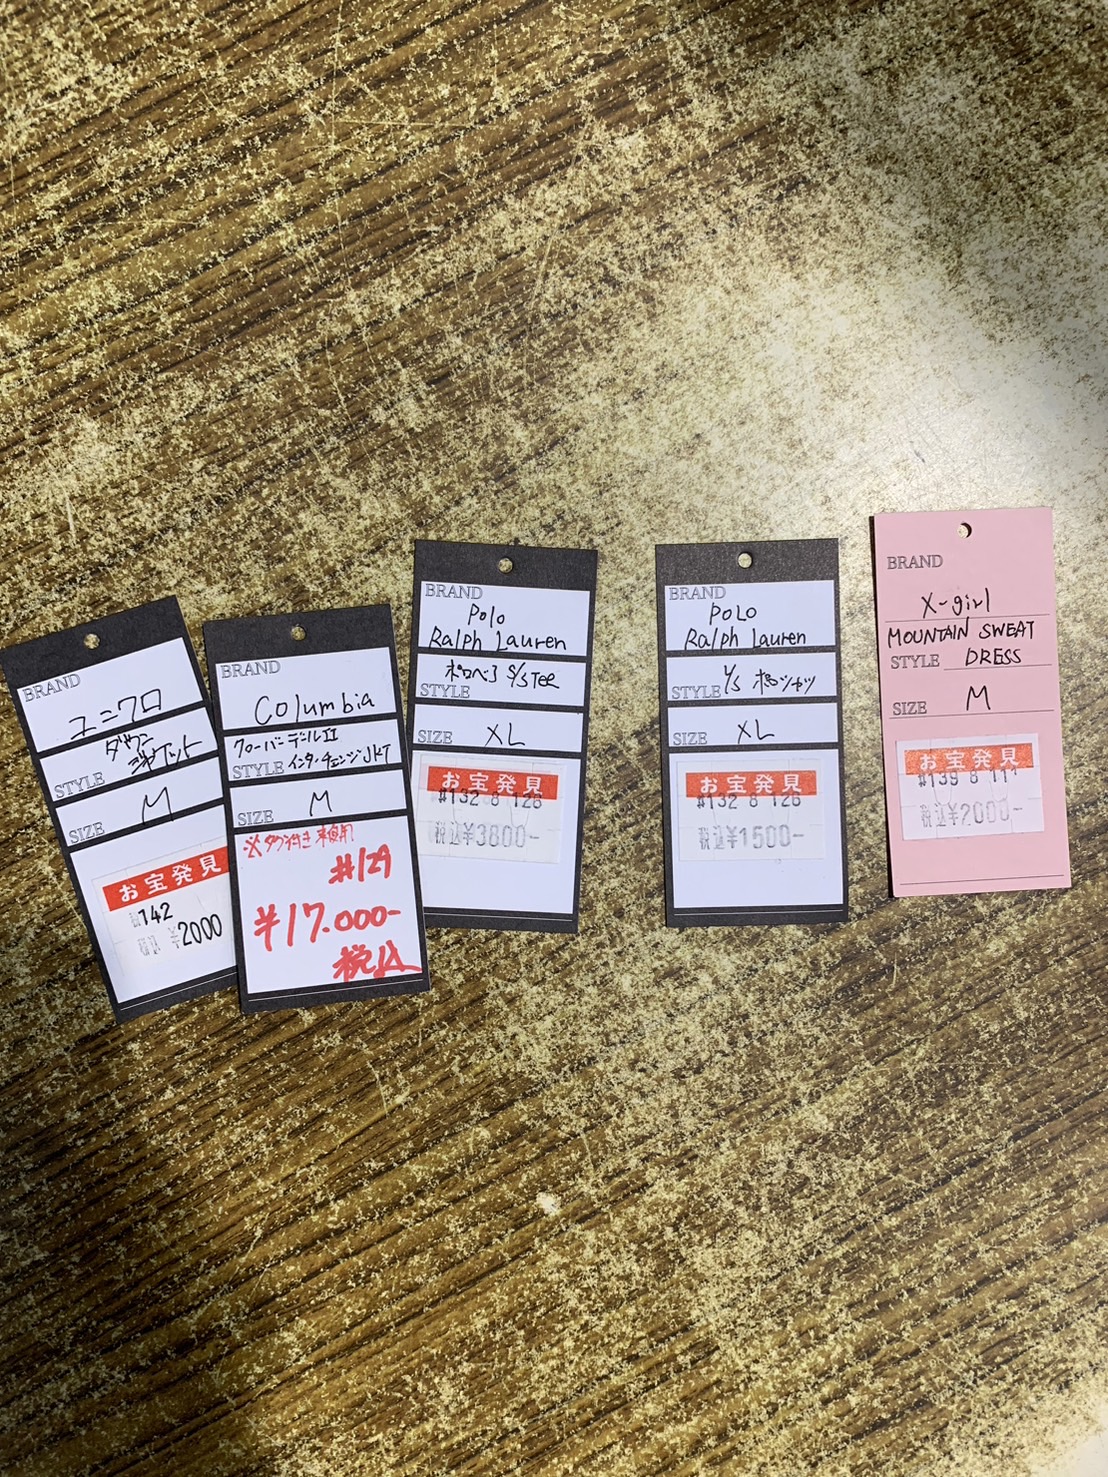 BRAND
ユニクロ
ダウン
STYLE ジャケット
SIZE M
お宝発見
142
税込 ¥2000
BRAND
Columbia
クローバーデールII
STYLE インターチェンジJKT
SIZE M
※タグ付き未使用
#129
¥17.000-
税込
BRAND
Polo
Ralph Lauren
S/S TEE
STYLE
SIZE XL
お宝発見
#132 8 126
税込¥3800-
BRAND
POLO
Ralph Lauren
STYLE ポロシャツ
SIZE XL
お宝発見
#132 8 126
税込¥1500-
BRAND
X-girl
MOUNTAIN SWEAT
STYLE DRESS
SIZE M
お宝発見
#139 8 111
税込¥2000-